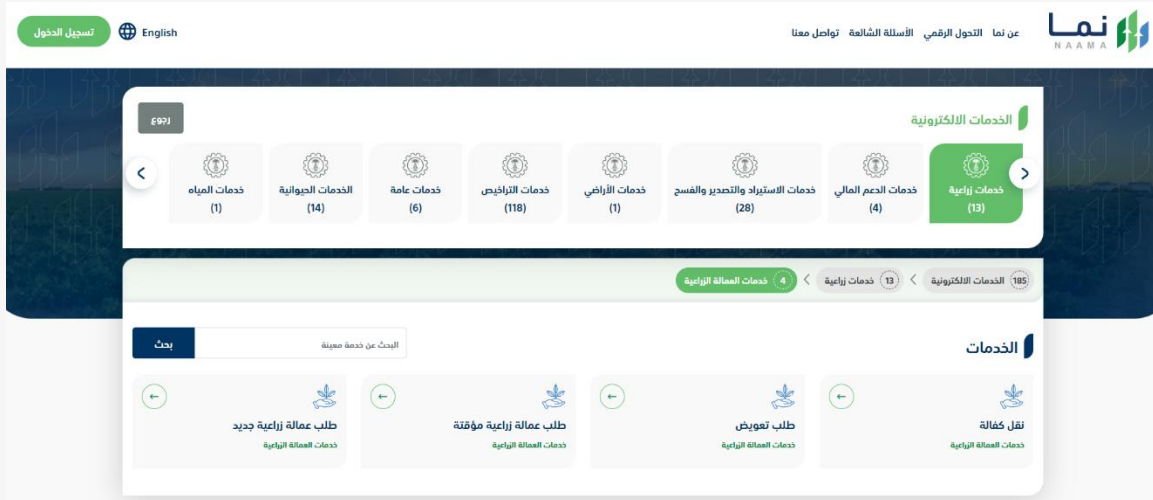 نما
NAAMA
عن نما
التحول الرقمي
الأسئلة الشائعة
تواصل معنا
English
تسجيل الدخول
الخدمات الالكترونية
رجوع
خدمات زراعية
(13)
خدمات الدعم المالي
(4)
خدمات الاستيراد والتصدير والفسح
(28)
خدمات الأراضي
(1)
خدمات التراخيص
(118)
خدمات عامة
(6)
الخدمات الحيوانية
(14)
خدمات المياه
(1)
185 الخدمات الالكترونية
13 خدمات زراعية
4 خدمات العمالة الزراعية
الخدمات
البحث عن خدمة معينة
بحث
نقل كفالة
خدمات العمالة الزراعية
طلب تعويض
خدمات العمالة الزراعية
طلب عمالة زراعية مؤقتة
خدمات العمالة الزراعية
طلب عمالة زراعية جديد
خدمات العمالة الزراعية